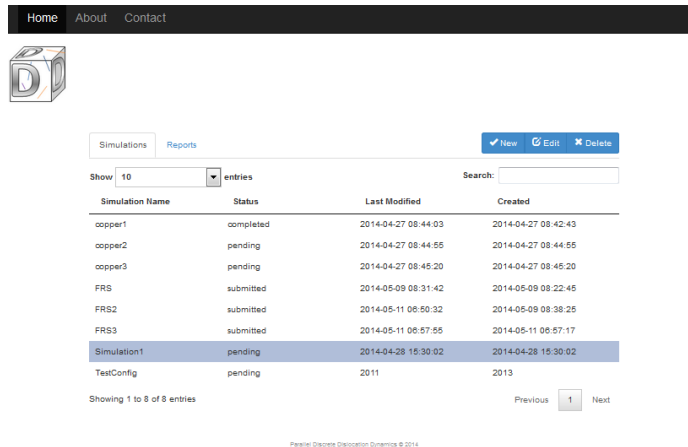 Home About Contact
D D D
Simulations Reports New Edit Delete
Show 10 entries Search:
Simulation Name Status Last Modified Created
copper1 completed 2014-04-27 08:44:03 2014-04-27 08:42:43
copper2 pending 2014-04-27 08:44:55 2014-04-27 08:44:55
copper3 pending 2014-04-27 08:45:20 2014-04-27 08:45:20
FRS submitted 2014-05-09 08:31:42 2014-05-09 08:22:45
FRS2 submitted 2014-05-11 06:50:32 2014-05-09 08:38:25
FRS3 submitted 2014-05-11 06:57:55 2014-05-11 06:57:17
Simulation1 pending 2014-04-28 15:30:02 2014-04-28 15:30:02
TestConfig pending 2011 2013
Showing 1 to 8 of 8 entries Previous 1 Next
Parallel Discrete Dislocation Dynamics © 2014